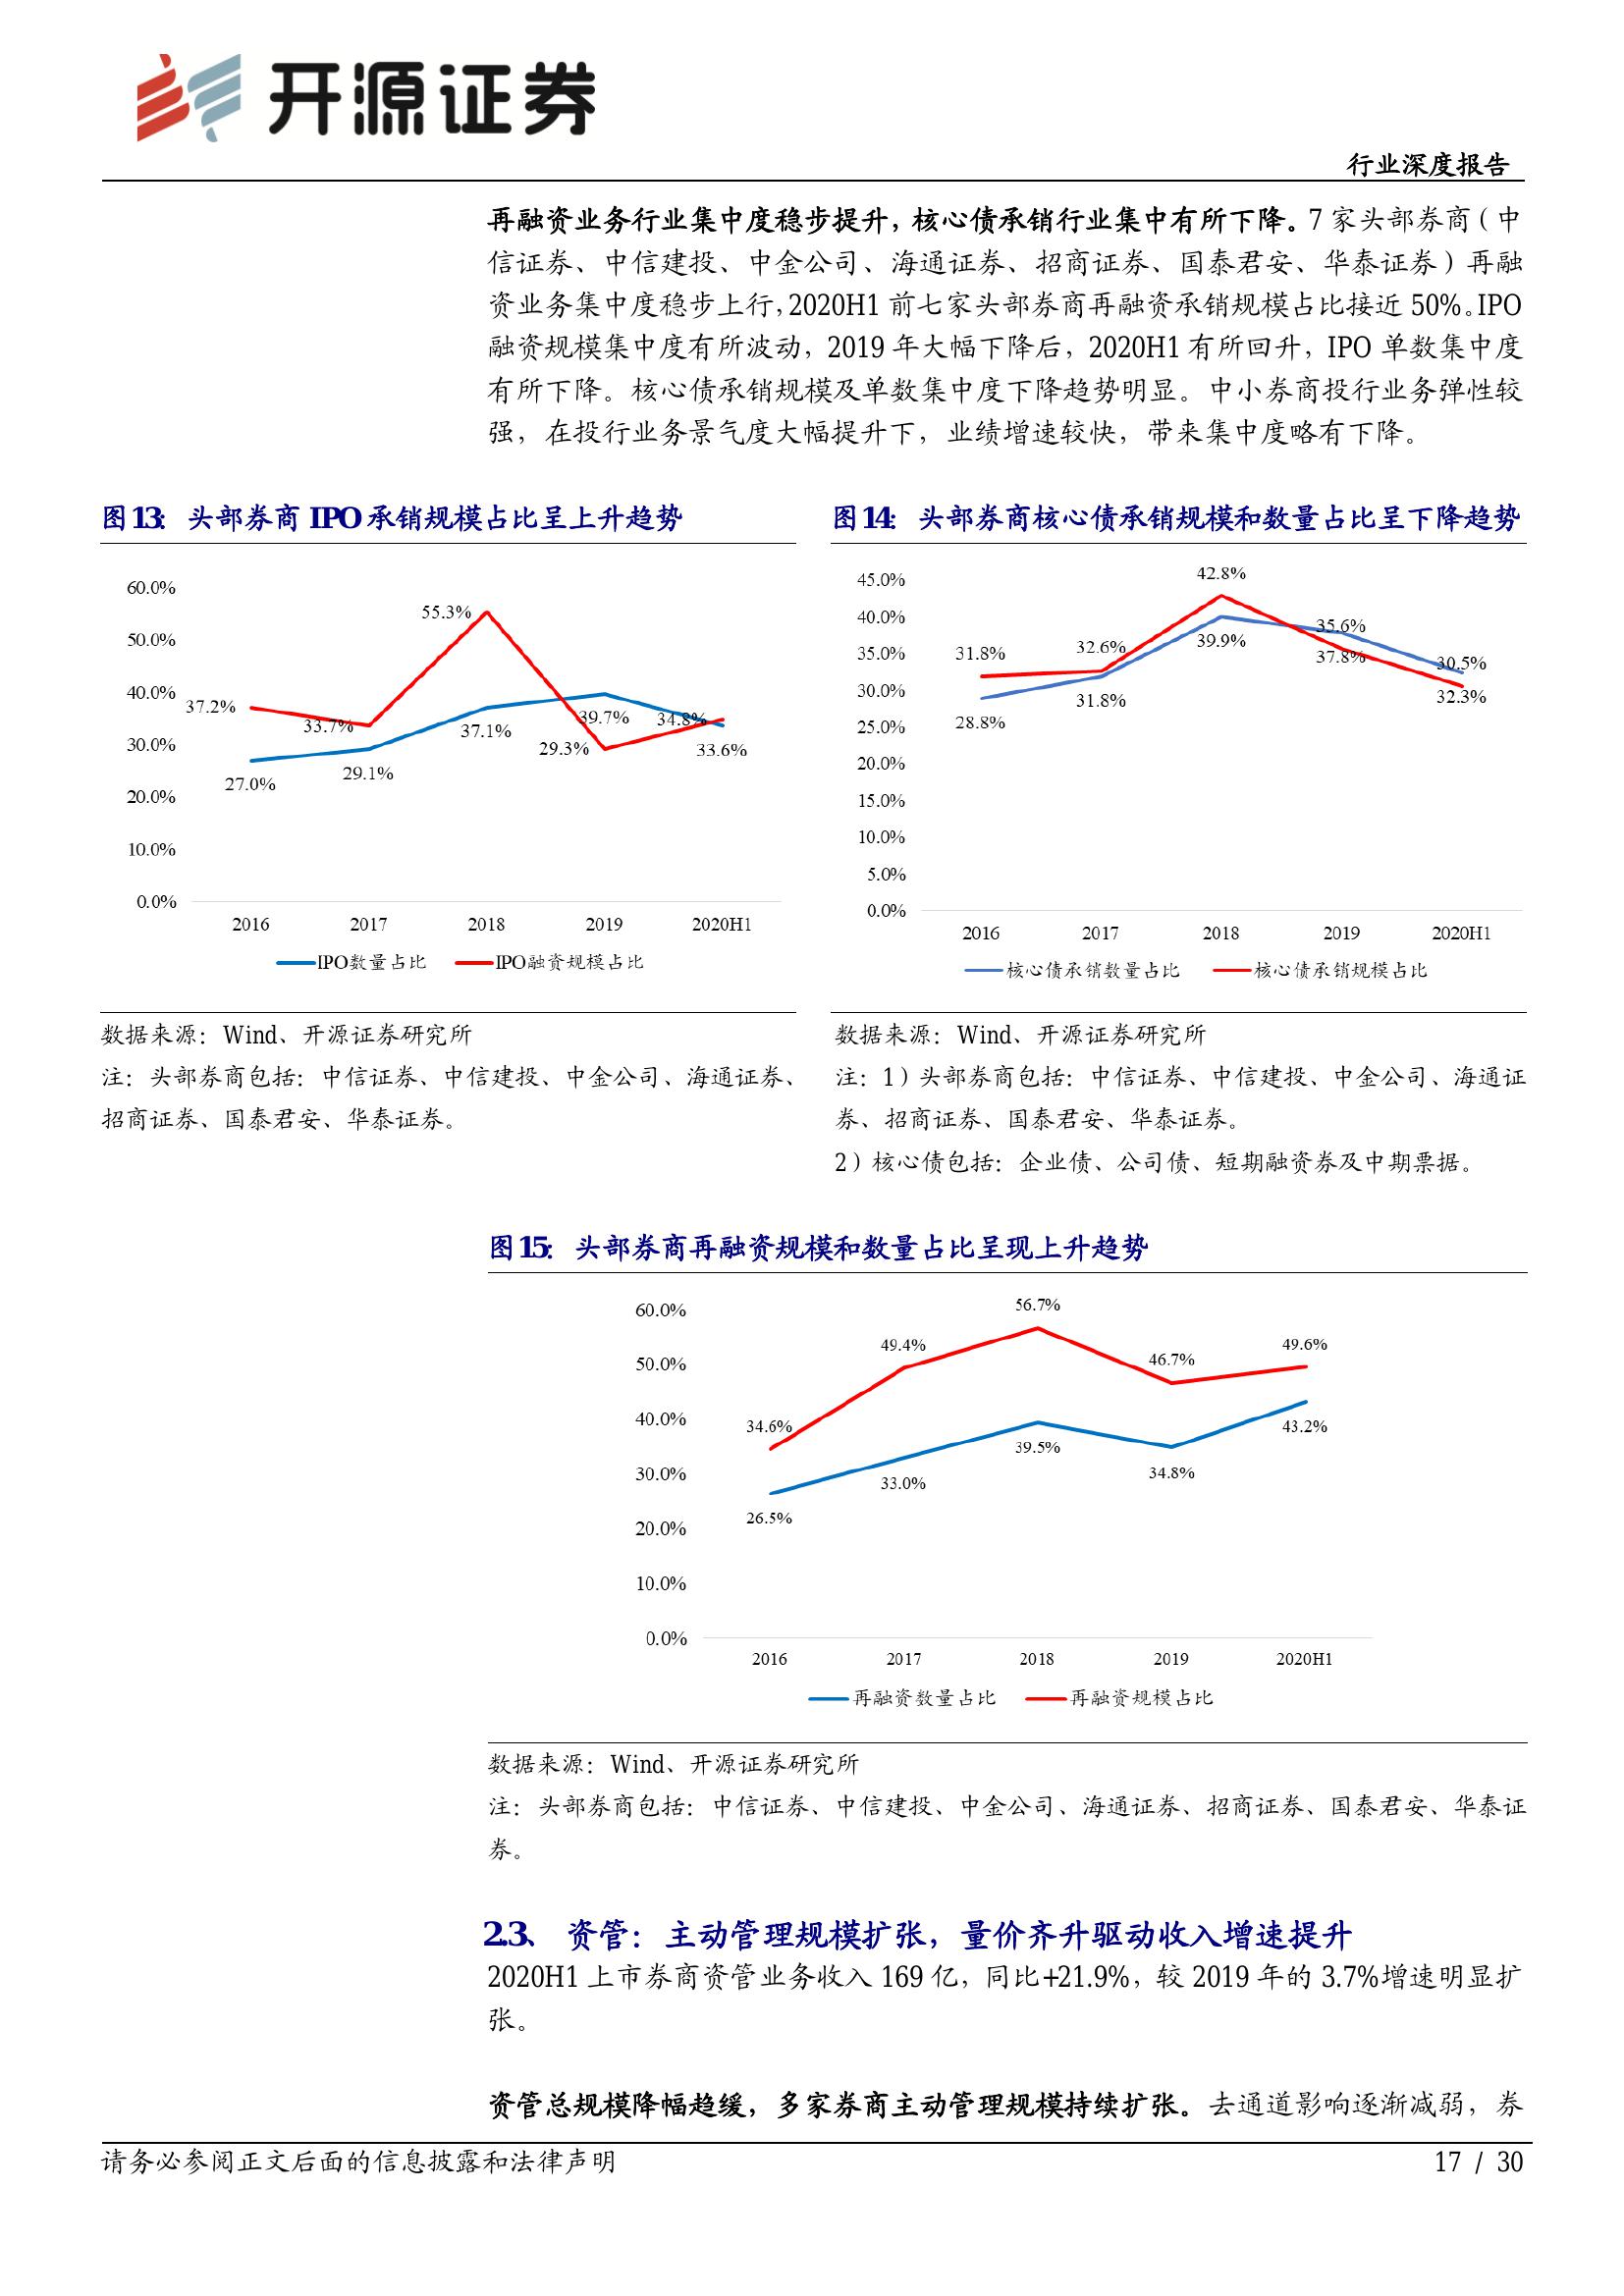 开源证券
行业深度报告
再融资业务行业集中度稳步提升，核心债承销行业集中有所下降。7 家头部券商（中
信证券、中信建投、中金公司、海通证券、招商证券、国泰君安、华泰证券）再融
资业务集中度稳步上行，2020H1 前七家头部券商再融资承销规模占比接近 50%。IPO
融资规模集中度有所波动，2019 年大幅下降后，2020H1 有所回升，IPO 单数集中度
有所下降。核心债承销规模及单数集中度下降趋势明显。中小券商投行业务弹性较
强，在投行业务景气度大幅提升下，业绩增速较快，带来集中度略有下降。
图13： 头部券商 IPO 承销规模占比呈上升趋势
60.0%
50.0%
40.0%
30.0%
20.0%
10.0%
0.0%
37.2%
33.7%
55.3%
29.3%
34.8%
27.0%
29.1%
37.1%
39.7%
33.6%
2016 2017 2018 2019 2020H1
IPO数量占比 IPO融资规模占比
数据来源：Wind、开源证券研究所
注：头部券商包括：中信证券、中信建投、中金公司、海通证券、
招商证券、国泰君安、华泰证券。
图14： 头部券商核心债承销规模和数量占比呈下降趋势
45.0%
40.0%
35.0%
30.0%
25.0%
20.0%
15.0%
10.0%
5.0%
0.0%
31.8%
32.6%
42.8%
35.6%
30.5%
28.8%
31.8%
39.9%
37.8%
32.3%
2016 2017 2018 2019 2020H1
核心债承销数量占比 核心债承销规模占比
数据来源：Wind、开源证券研究所
注：1）头部券商包括：中信证券、中信建投、中金公司、海通证
券、招商证券、国泰君安、华泰证券。
2）核心债包括：企业债、公司债、短期融资券及中期票据。
图15： 头部券商再融资规模和数量占比呈现上升趋势
60.0%
50.0%
40.0%
30.0%
20.0%
10.0%
0.0%
34.6%
49.4%
56.7%
46.7%
49.6%
26.5%
33.0%
39.5%
34.8%
43.2%
2016 2017 2018 2019 2020H1
再融资数量占比 再融资规模占比
数据来源：Wind、开源证券研究所
注：头部券商包括：中信证券、中信建投、中金公司、海通证券、招商证券、国泰君安、华泰证
券。
2.3、 资管：主动管理规模扩张，量价齐升驱动收入增速提升
2020H1 上市券商资管业务收入 169 亿，同比+21.9%，较 2019 年的 3.7%增速明显扩
张。
资管总规模降幅趋缓，多家券商主动管理规模持续扩张。去通道影响逐渐减弱，券
请务必参阅正文后面的信息披露和法律声明
17 / 30